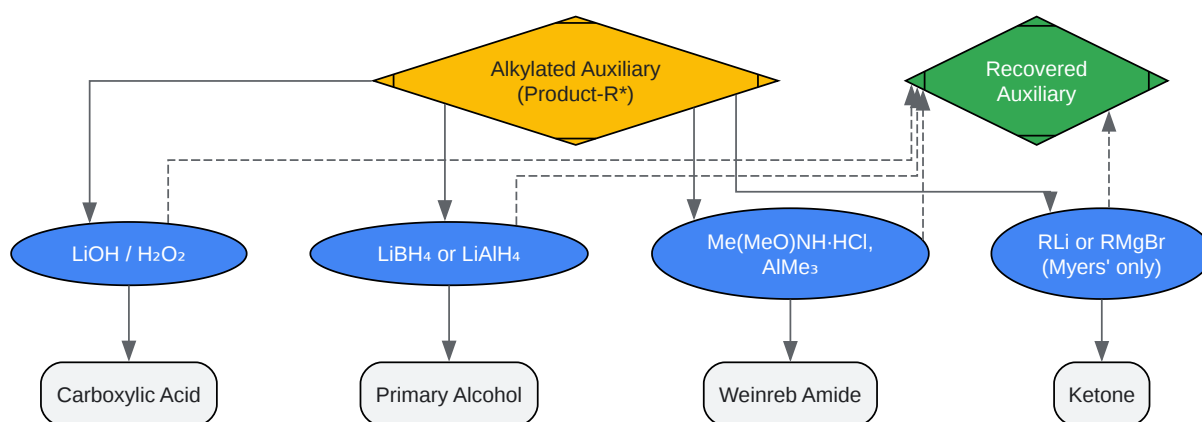 Alkylated Auxiliary
(Product-R*)
Recovered
Auxiliary
LiOH / H₂O₂
LiBH₄ or LiAlH₄
Me(MeO)NH·HCl,
AlMe₃
RLi or RMgBr
(Myers' only)
Carboxylic Acid
Primary Alcohol
Weinreb Amide
Ketone